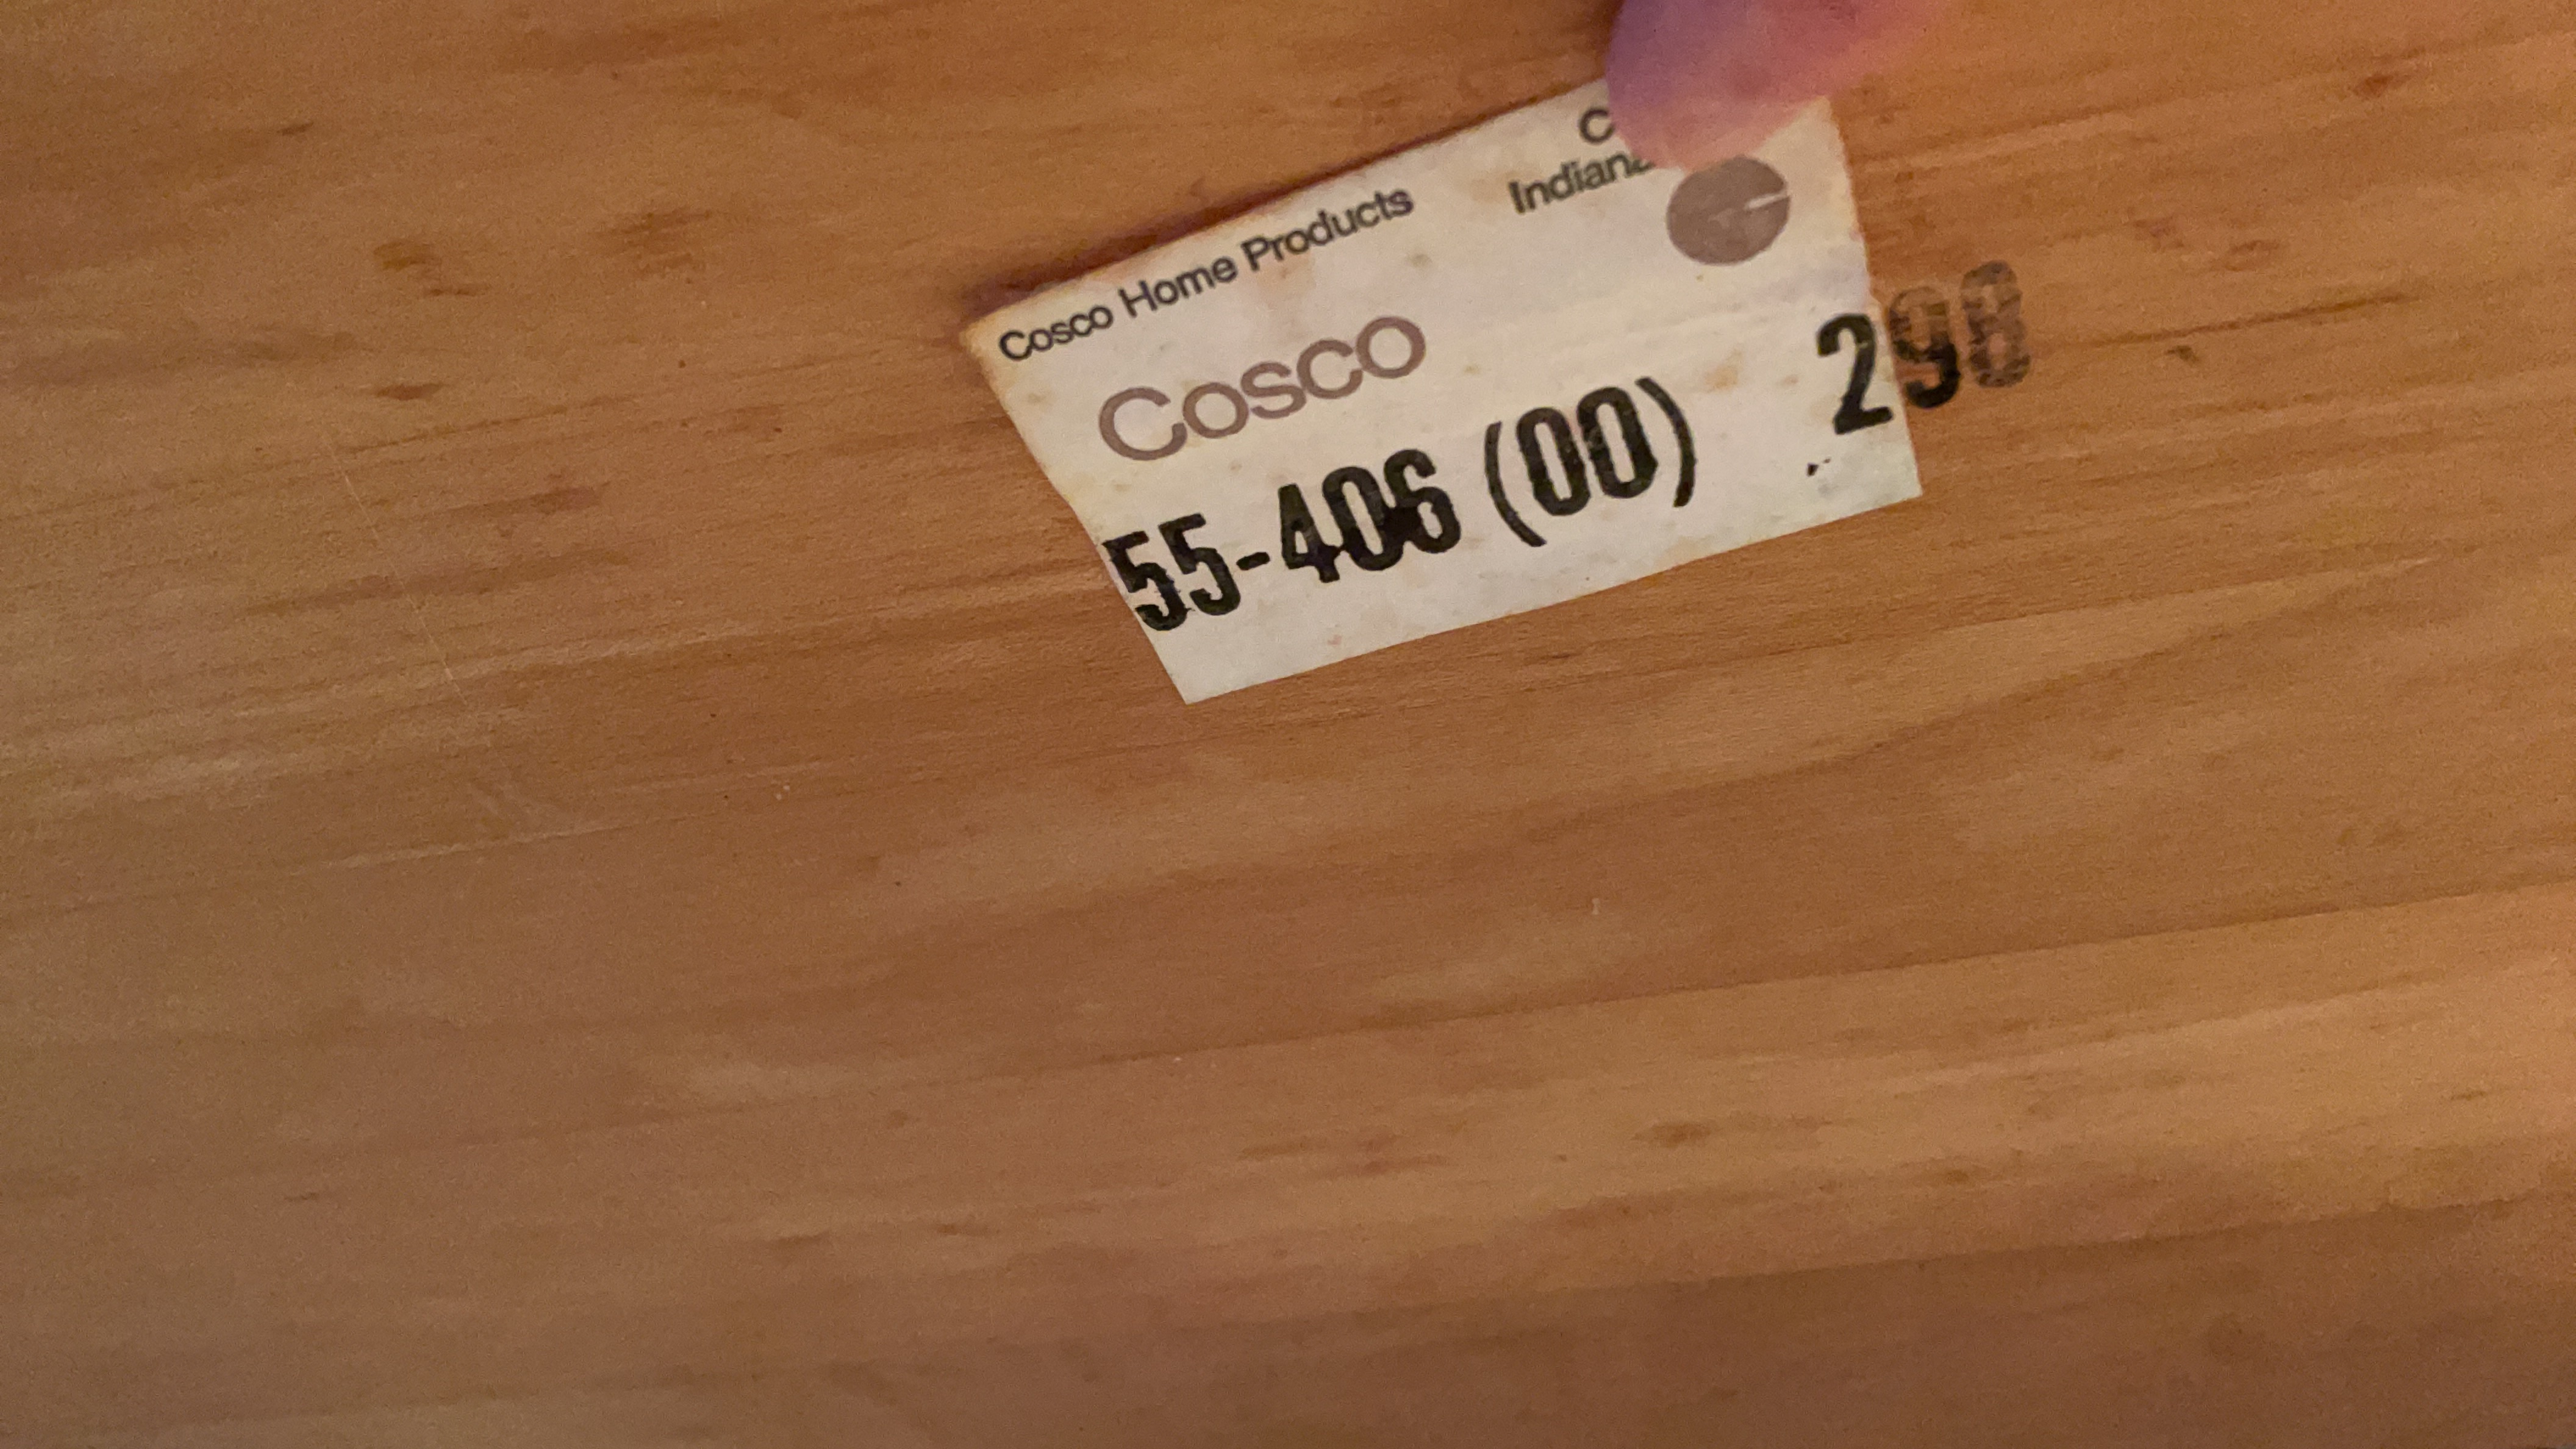 Cosco Home Products
Indiana
Cosco
55-406 (00) 298